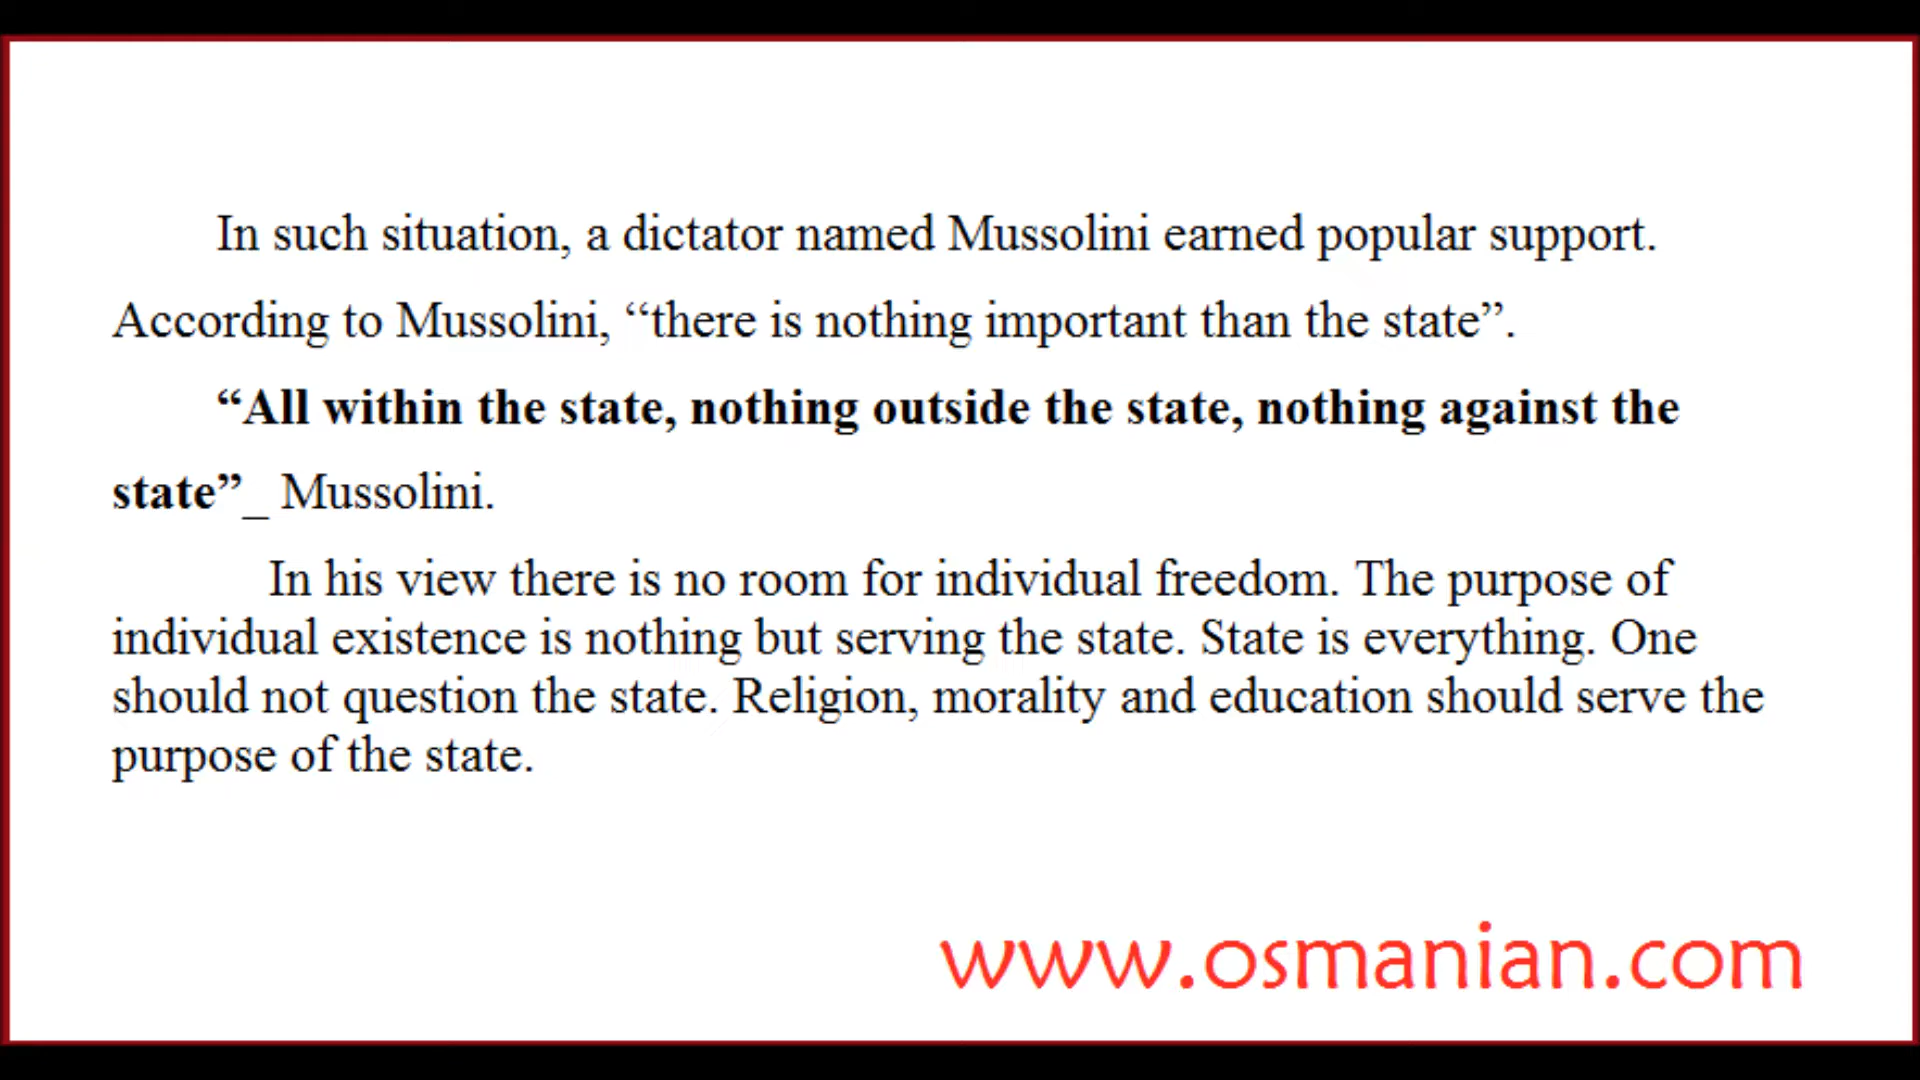 In such situation, a dictator named Mussolini earned popular support.
According to Mussolini, ‘‘there is nothing important than the state”.
“All within the state, nothing outside the state, nothing against the
state”_ Mussolini.
In his view there is no room for individual freedom. The purpose of
individual existence is nothing but serving the state. State is everything. One
should not question the state. Religion, morality and education should serve the
purpose of the state.
www.osmanian.com